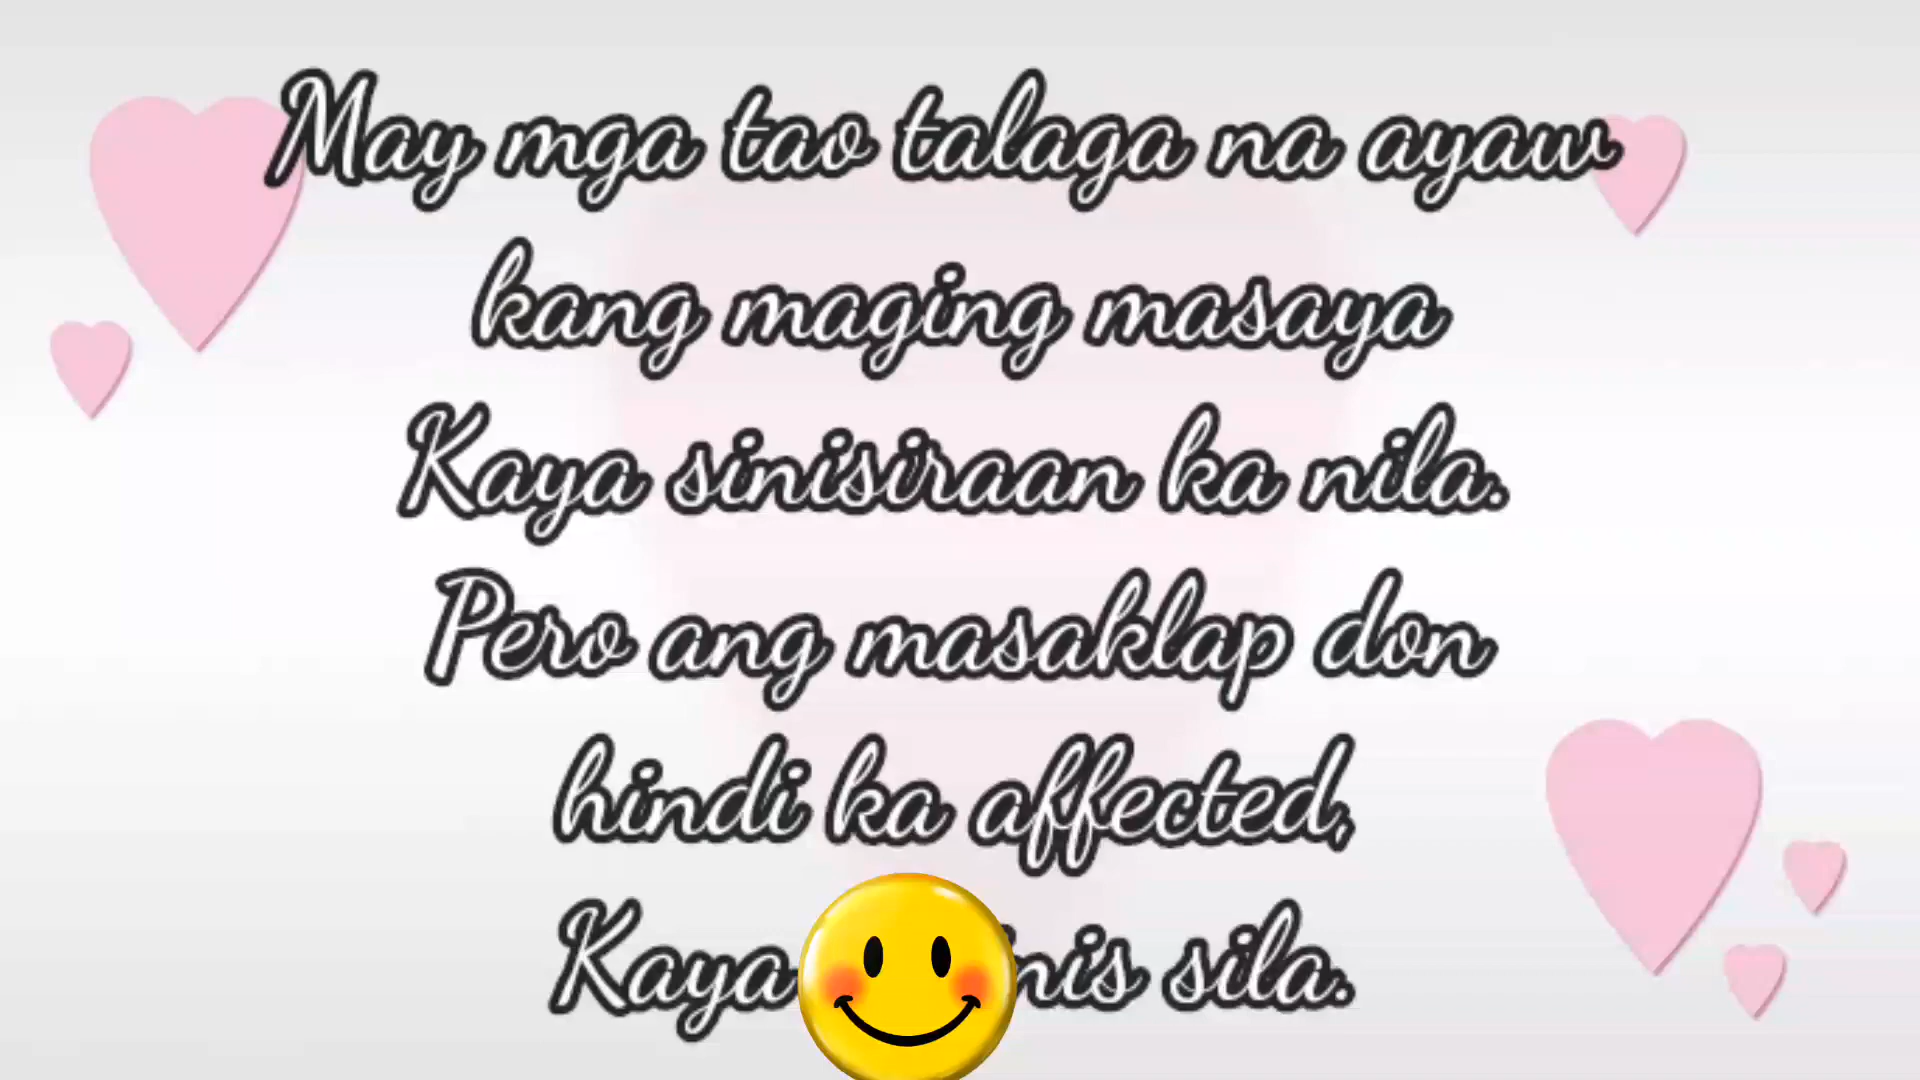 May mga tao talaga na ayaw
kang maging masaya
Kaya sinisiraan ka nila.
Pero ang masaklap don
hindi ka affected,
Kaya sila.